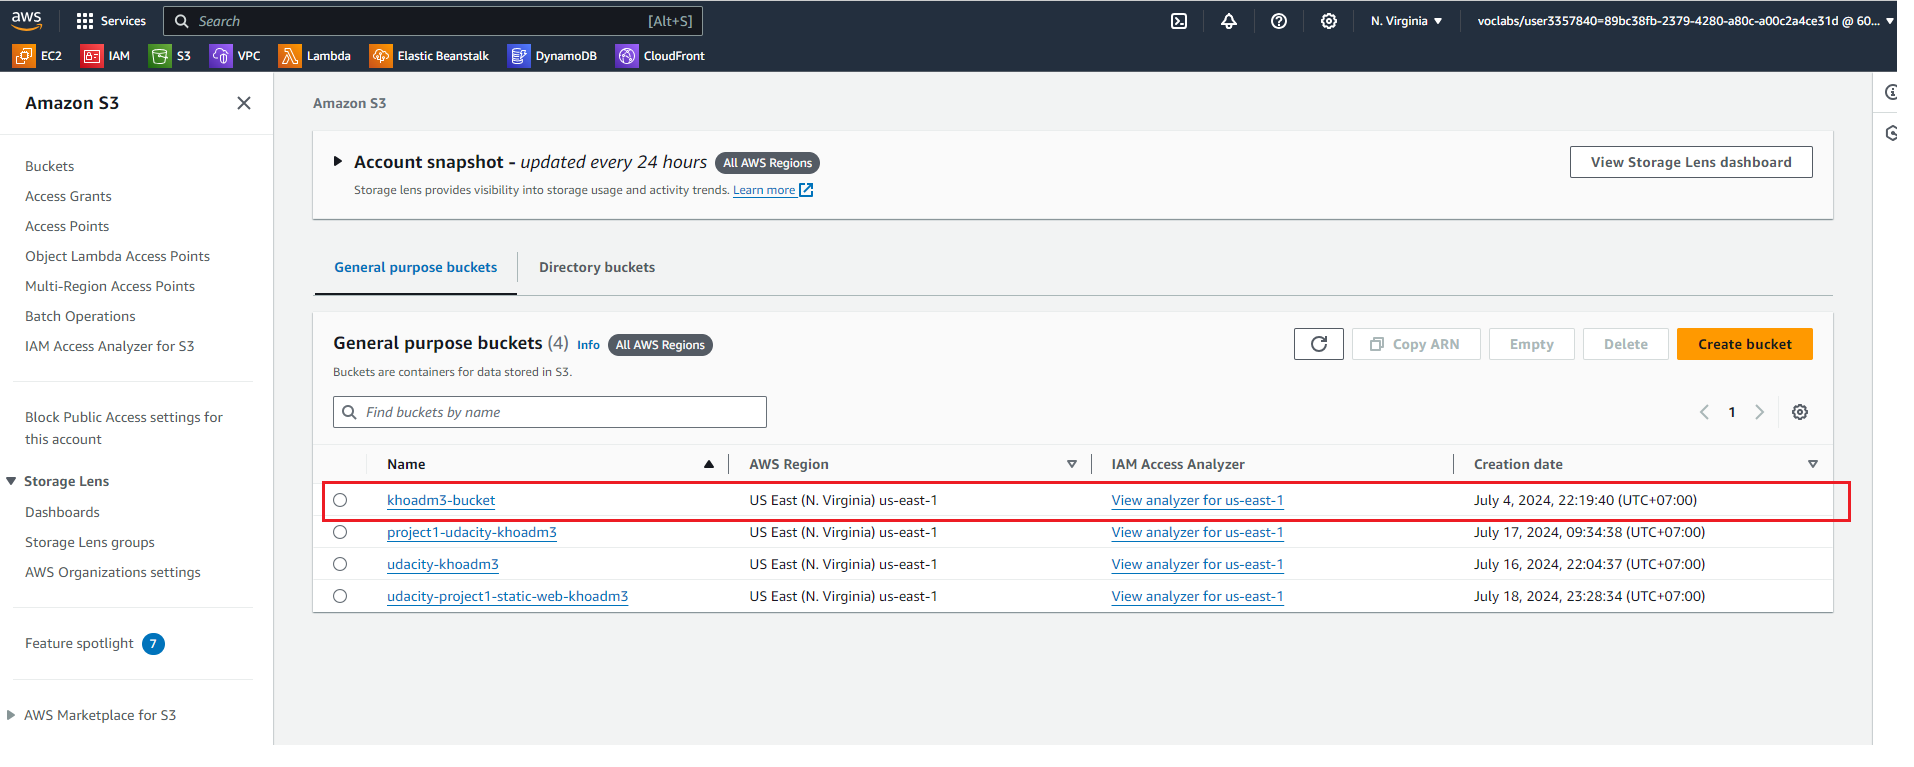 aws Services Search [Alt+S] N. Virginia voclabs/user3357840=89bc38fb-2379-4280-a80c-a00c2a4ce31d @ 60...
EC2 IAM S3 VPC Lambda Elastic Beanstalk DynamoDB CloudFront
Amazon S3
Buckets
Access Grants
Access Points
Object Lambda Access Points
Multi-Region Access Points
Batch Operations
IAM Access Analyzer for S3
Block Public Access settings for
this account
Storage Lens
Dashboards
Storage Lens groups
AWS Organizations settings
Feature spotlight 7
AWS Marketplace for S3
Amazon S3
Account snapshot - updated every 24 hours All AWS Regions View Storage Lens dashboard
Storage lens provides visibility into storage usage and activity trends. Learn more
General purpose buckets Directory buckets
General purpose buckets (4) Info All AWS Regions Copy ARN Empty Delete Create bucket
Buckets are containers for data stored in S3.
Find buckets by name 1
Name AWS Region IAM Access Analyzer Creation date
khoadm3-bucket US East (N. Virginia) us-east-1 View analyzer for us-east-1 July 4, 2024, 22:19:40 (UTC+07:00)
project1-udacity-khoadm3 US East (N. Virginia) us-east-1 View analyzer for us-east-1 July 17, 2024, 09:34:38 (UTC+07:00)
udacity-khoadm3 US East (N. Virginia) us-east-1 View analyzer for us-east-1 July 16, 2024, 22:04:37 (UTC+07:00)
udacity-project1-static-web-khoadm3 US East (N. Virginia) us-east-1 View analyzer for us-east-1 July 18, 2024, 23:28:34 (UTC+07:00)